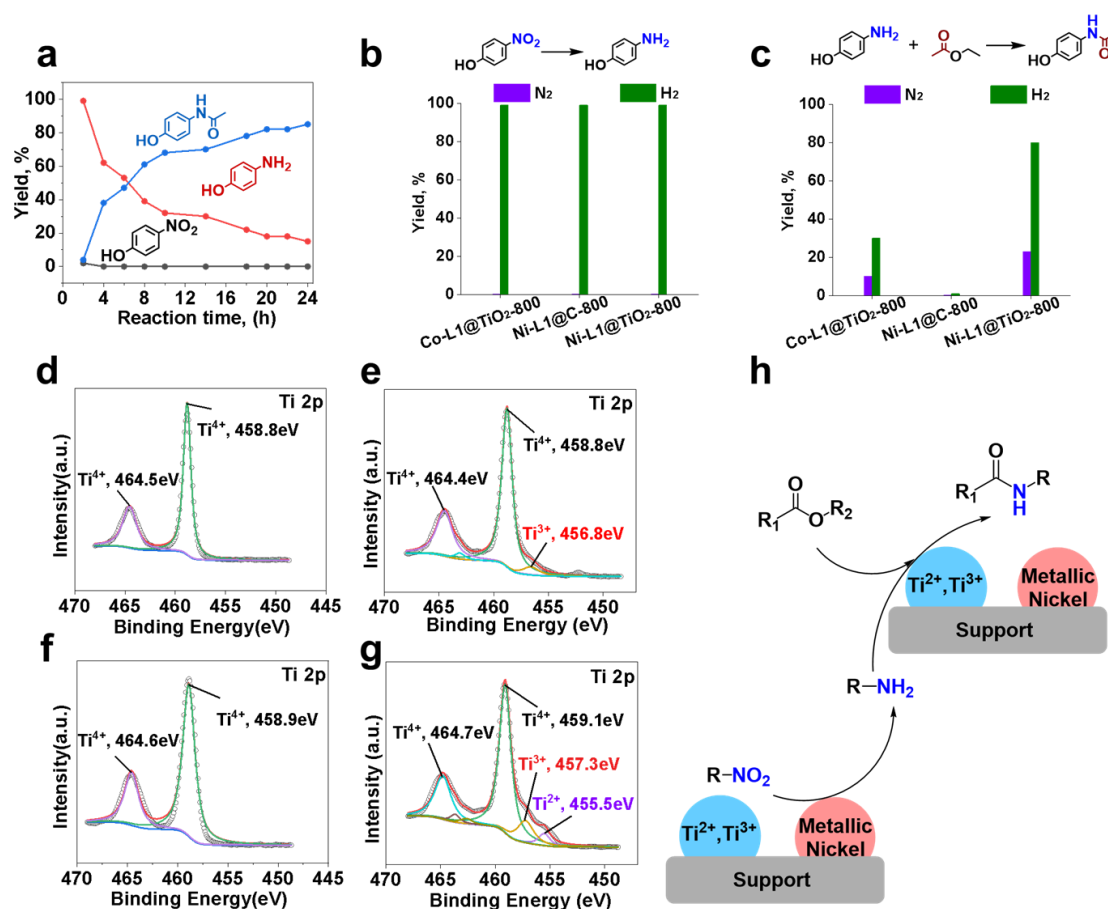 a
100
80
60
40
20
0
Yield, %
0 4 8 12 16 20 24
Reaction time, (h)
H
N
O
HO
NH2
HO
NO2
HO
b
NO2
HO
NH2
HO
N2
H2
100
80
60
40
20
0
Yield, %
Co-L1@TiO2-800
Ni-L1@C-800
Ni-L1@TiO2-800
c
NH2
HO
+
O
O
H
N
O
HO
N2
H2
100
80
60
40
20
0
Yield, %
Co-L1@TiO2-800
Ni-L1@C-800
Ni-L1@TiO2-800
d
Ti 2p
Ti4+, 458.8eV
Ti4+, 464.5eV
Intensity(a.u.)
470 465 460 455 450 445
Binding Energy(eV)
e
Ti 2p
Ti4+, 458.8eV
Ti4+, 464.4eV
Ti3+, 456.8eV
Intensity (a.u.)
470 465 460 455 450
Binding Energy (eV)
f
Ti 2p
Ti4+, 458.9eV
Ti4+, 464.6eV
Intensity(a.u.)
470 465 460 455 450 445
Binding Energy(eV)
g
Ti 2p
Ti4+, 464.7eV
Ti4+, 459.1eV
Ti3+, 457.3eV
Ti2+, 455.5eV
Intensity (a.u.)
470 465 460 455 450
Binding Energy(eV)
h
O
R1 O R2
O
R1 N R
H
Ti2+,Ti3+
Metallic
Nickel
Support
R-NH2
R-NO2
Ti2+,Ti3+
Metallic
Nickel
Support